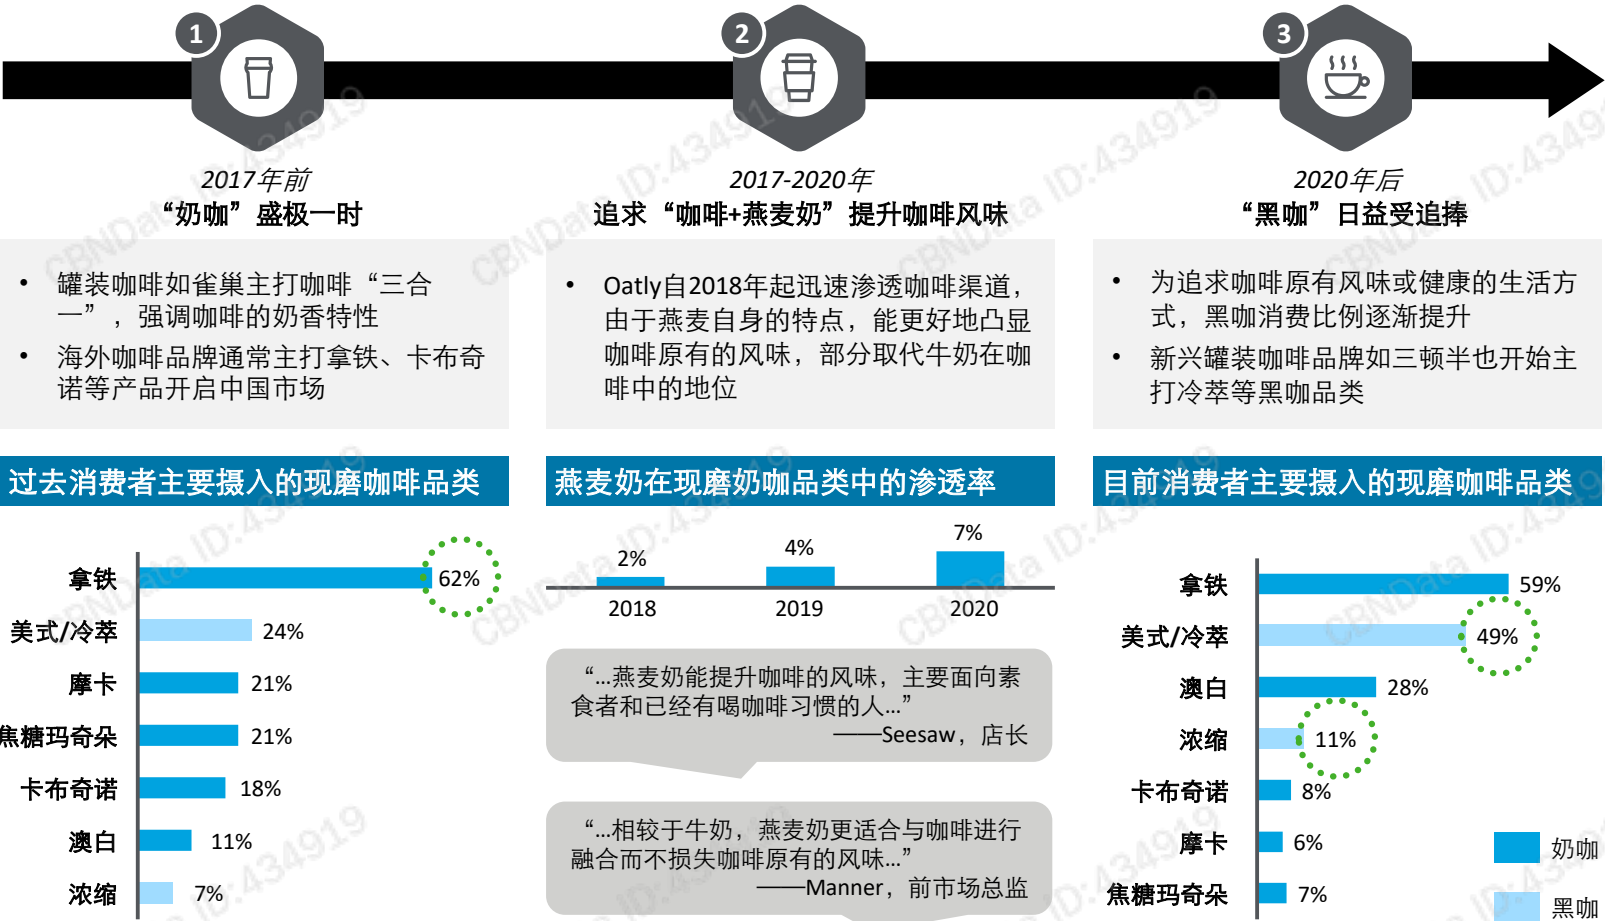 1
2
3
2017年前
“奶咖”盛极一时
2017-2020年
追求“咖啡+燕麦奶”提升咖啡风味
2020年后
“黑咖”日益受追捧
• 罐装咖啡如雀巢主打咖啡“三合
一”，强调咖啡的奶香特性
• 海外咖啡品牌通常主打拿铁、卡布奇
诺等产品开启中国市场
• Oatly自2018年起迅速渗透咖啡渠道，
由于燕麦自身的特点，能更好地凸显
咖啡原有的风味，部分取代牛奶在咖
啡中的地位
• 为追求咖啡原有风味或健康的生活方
式，黑咖消费比例逐渐提升
• 新兴罐装咖啡品牌如三顿半也开始主
打冷萃等黑咖品类
过去消费者主要摄入的现磨咖啡品类
拿铁 62%
美式/冷萃 24%
摩卡 21%
焦糖玛奇朵 21%
卡布奇诺 18%
澳白 11%
浓缩 7%
燕麦奶在现磨奶咖品类中的渗透率
2% 4% 7%
2018 2019 2020
“...燕麦奶能提升咖啡的风味，主要面向素
食者和已经有喝咖啡习惯的人...”
——Seesaw，店长
“...相较于牛奶，燕麦奶更适合与咖啡进行
融合而不损失咖啡原有的风味...”
——Manner，前市场总监
目前消费者主要摄入的现磨咖啡品类
拿铁 59%
美式/冷萃 49%
澳白 28%
浓缩 11%
卡布奇诺 8%
摩卡 6%
焦糖玛奇朵 7%
奶咖
黑咖
CBNData ID:434919